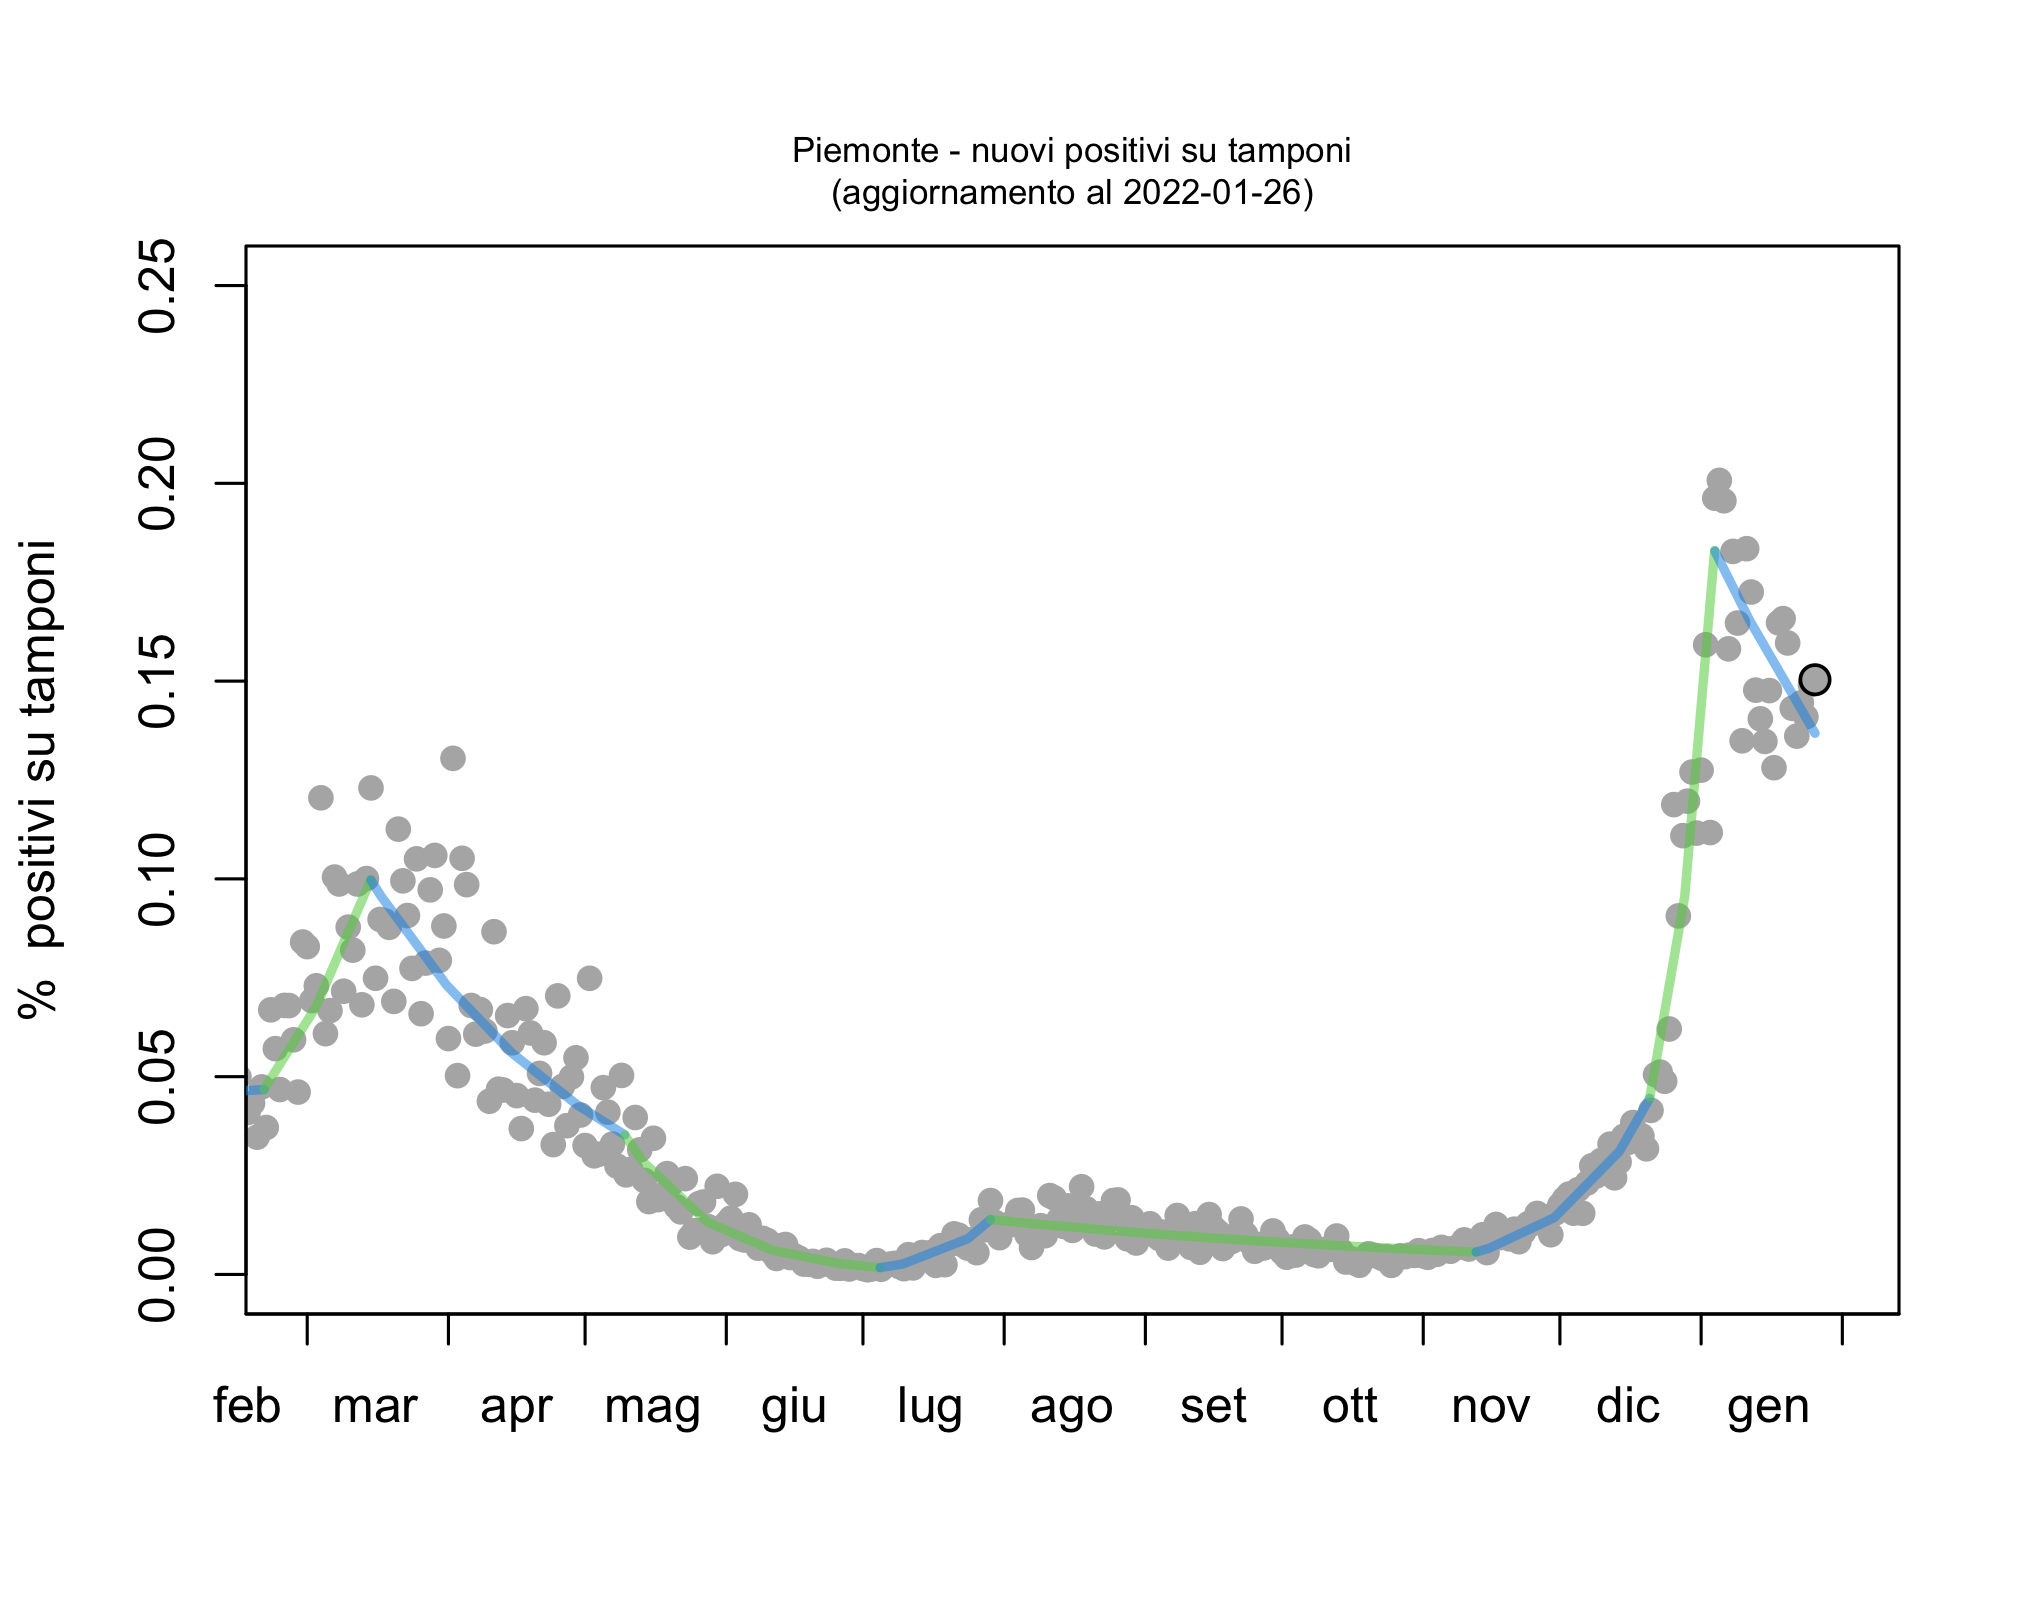 Piemonte - nuovi positivi su tamponi
(aggiornamento al 2022-01-26)
% positivi su tamponi
0.25
0.20
0.15
0.10
0.05
0.00
feb mar apr mag giu lug ago set ott nov dic gen